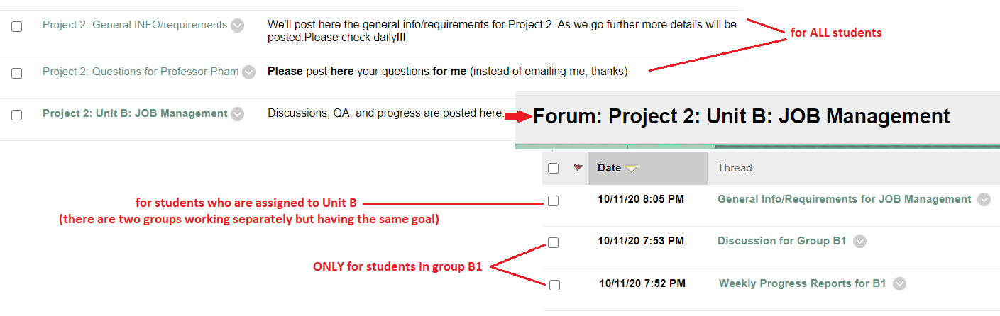 Project 2: General INFO/requirements
We'll post here the general info/requirements for Project 2. As we go further more details will be
posted.Please check daily!!!
for ALL students
Project 2: Questions for Professor Pham
Please post here your questions for me (instead of emailing me, thanks)
Project 2: Unit B: JOB Management
Discussions, QA, and progress are posted here.
Forum: Project 2: Unit B: JOB Management
Date
Thread
for students who are assigned to Unit B
(there are two groups working separately but having the same goal)
10/11/20 8:05 PM
General Info/Requirements for JOB Management
10/11/20 7:53 PM
Discussion for Group B1
ONLY for students in group B1
10/11/20 7:52 PM
Weekly Progress Reports for B1